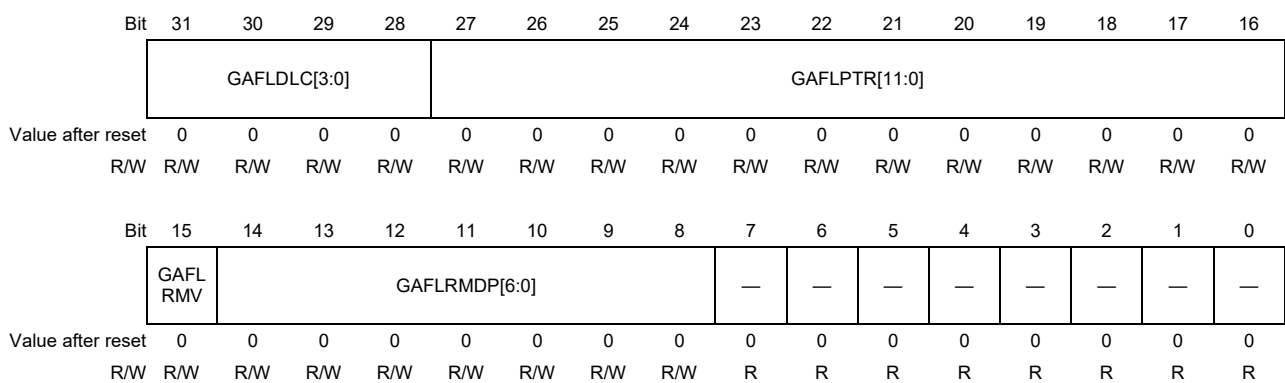 Bit 31 30 29 28 27 26 25 24 23 22 21 20 19 18 17 16
GAFLDLC[3:0] GAFLPTR[11:0]
Value after reset 0 0 0 0 0 0 0 0 0 0 0 0 0 0 0 0
R/W R/W R/W R/W R/W R/W R/W R/W R/W R/W R/W R/W R/W R/W R/W R/W R/W
Bit 15 14 13 12 11 10 9 8 7 6 5 4 3 2 1 0
GAFL
RMV GAFLRMDP[6:0] — — — — — — — —
Value after reset 0 0 0 0 0 0 0 0 0 0 0 0 0 0 0 0
R/W R/W R/W R/W R/W R/W R/W R/W R/W R R R R R R R R